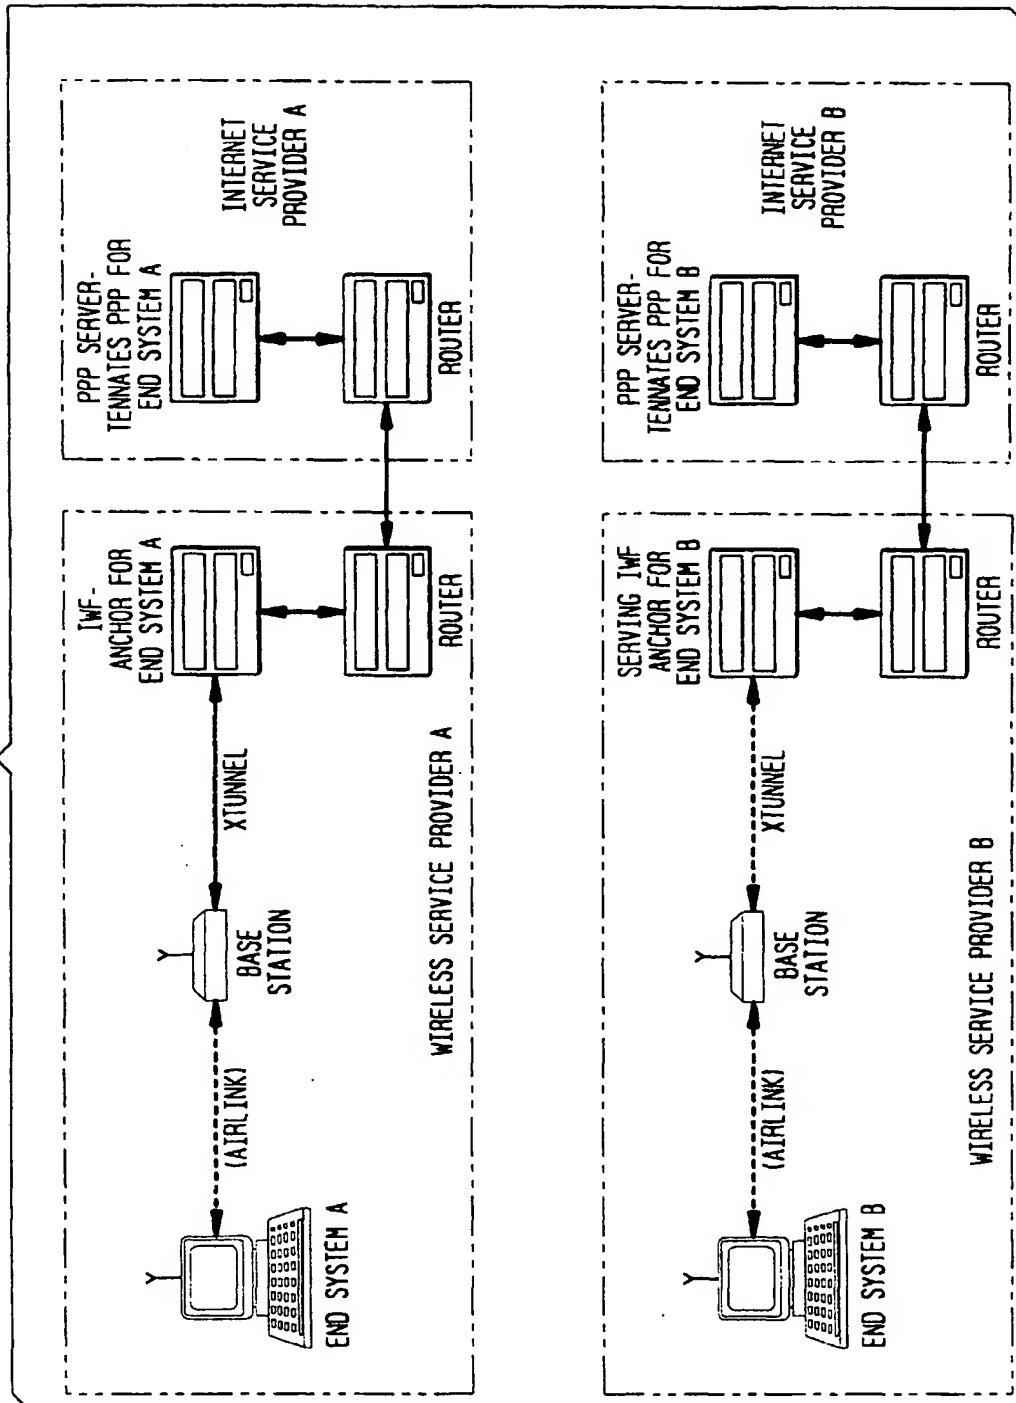 END SYSTEM A
(AIRLINK)
BASE
STATION
XTUNNEL
IWF-
ANCHOR FOR
END SYSTEM A
ROUTER
WIRELESS SERVICE PROVIDER A
PPP SERVER-
TENNATES PPP FOR
END SYSTEM A
ROUTER
INTERNET
SERVICE
PROVIDER A
END SYSTEM B
(AIRLINK)
BASE
STATION
XTUNNEL
SERVING IWF
ANCHOR FOR
END SYSTEM B
ROUTER
WIRELESS SERVICE PROVIDER B
PPP SERVER-
TENNATES PPP FOR
END SYSTEM B
ROUTER
INTERNET
SERVICE
PROVIDER B